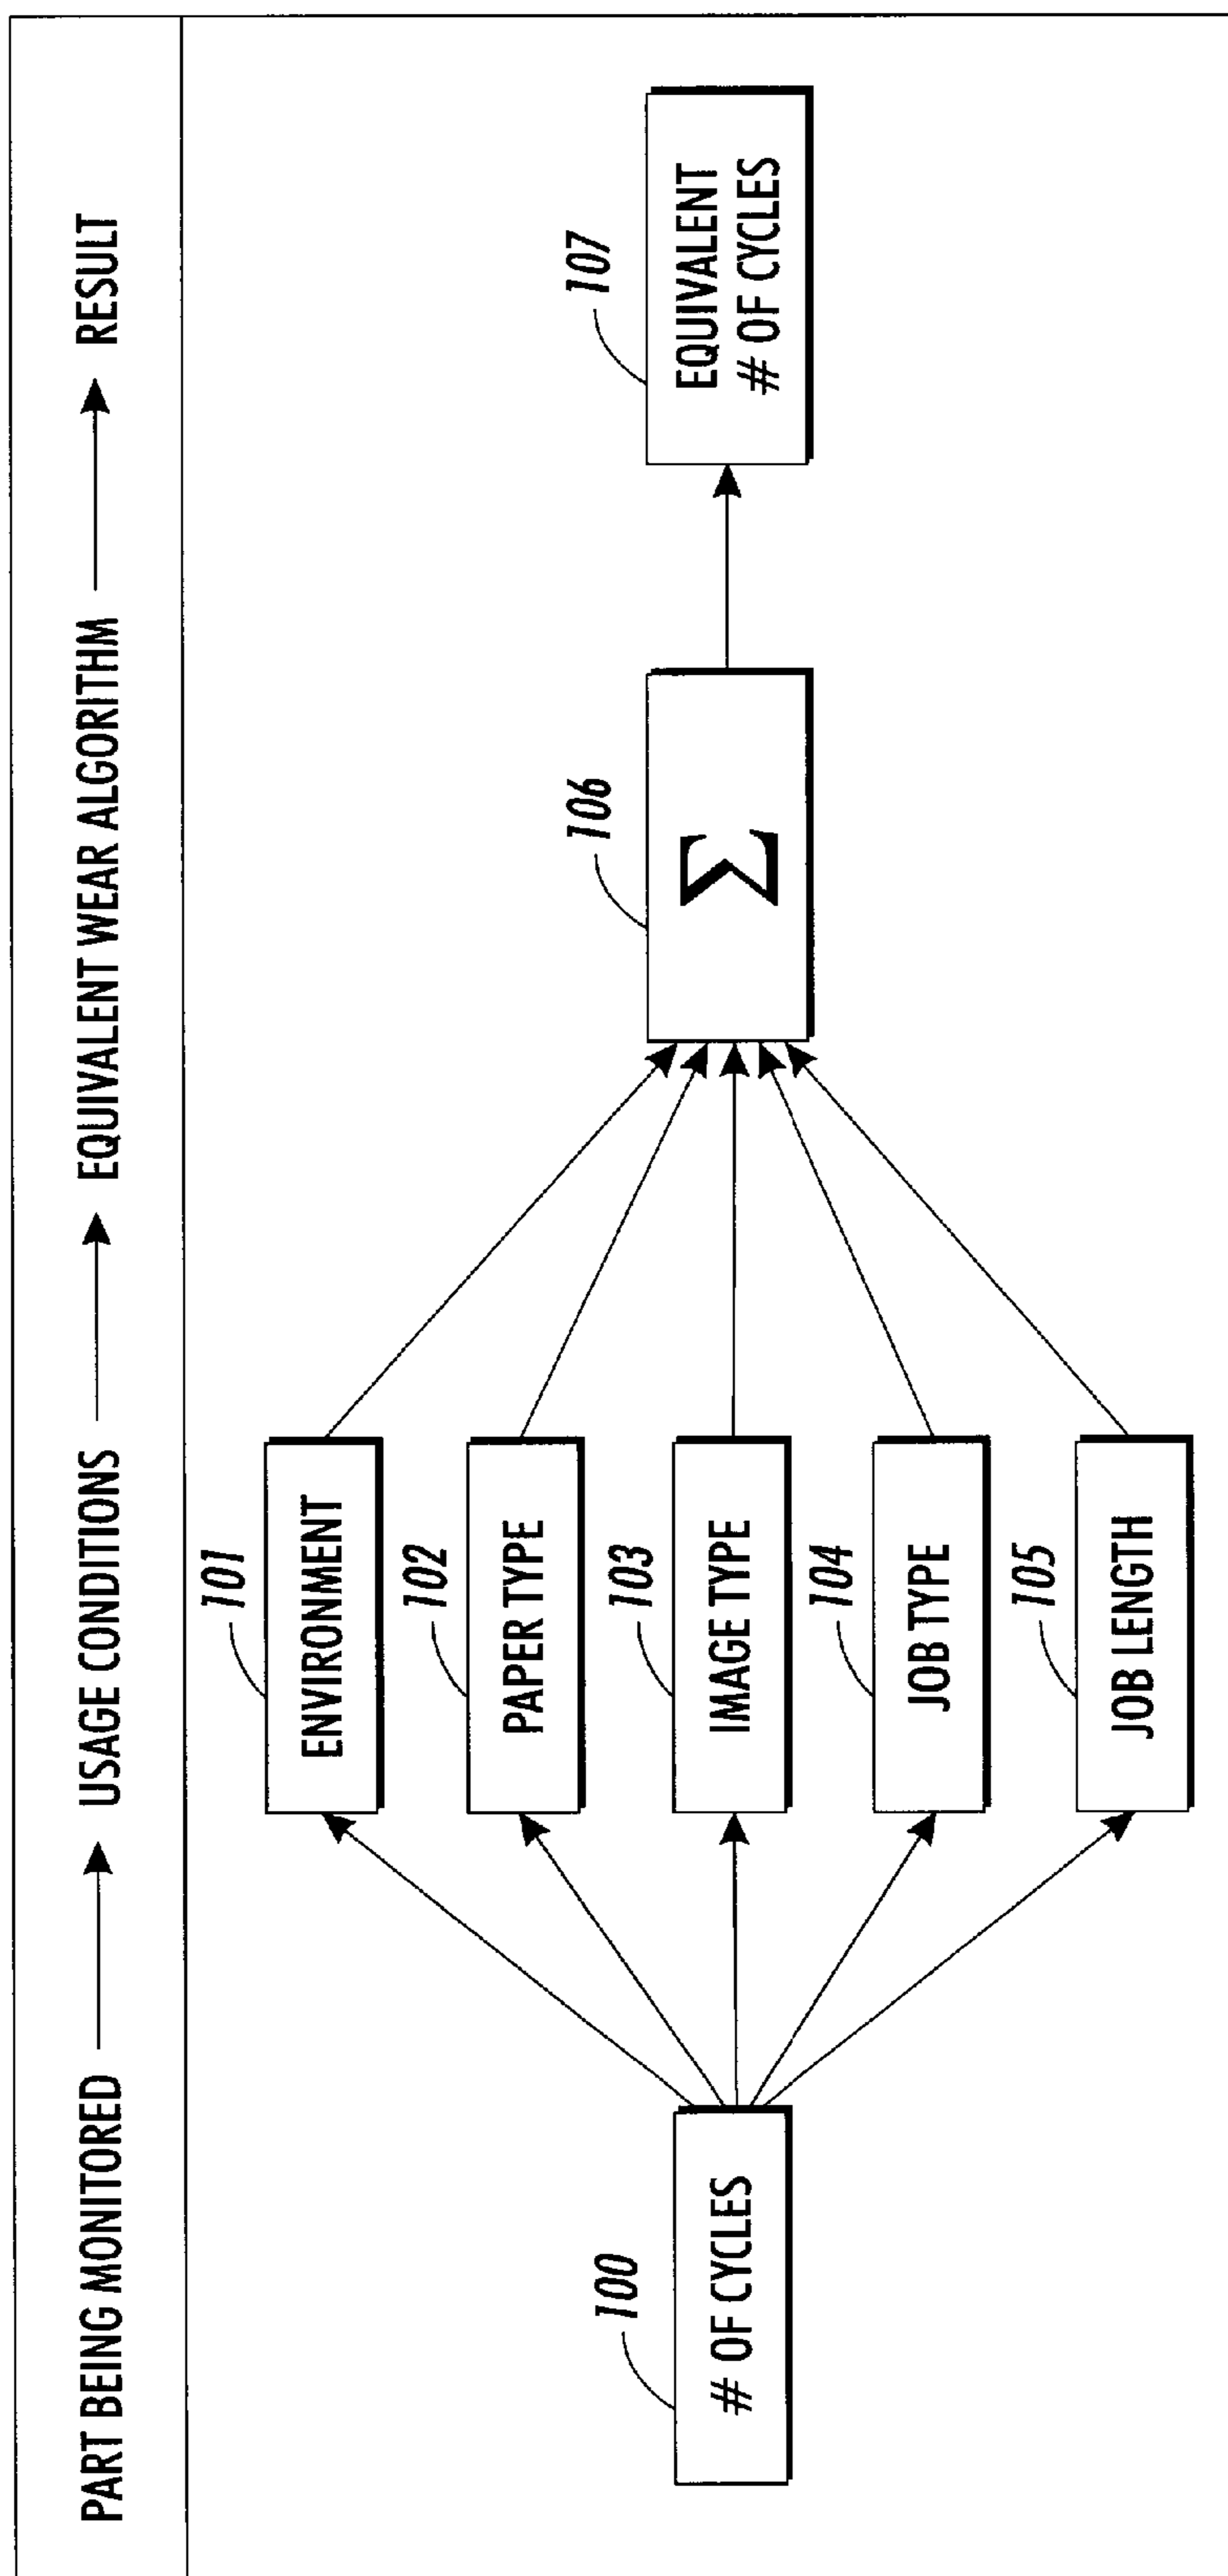 PART BEING MONITORED → USAGE CONDITIONS → EQUIVALENT WEAR ALGORITHM → RESULT
100
# OF CYCLES
101
ENVIRONMENT
102
PAPER TYPE
103
IMAGE TYPE
104
JOB TYPE
105
JOB LENGTH
106
Σ
107
EQUIVALENT
# OF CYCLES